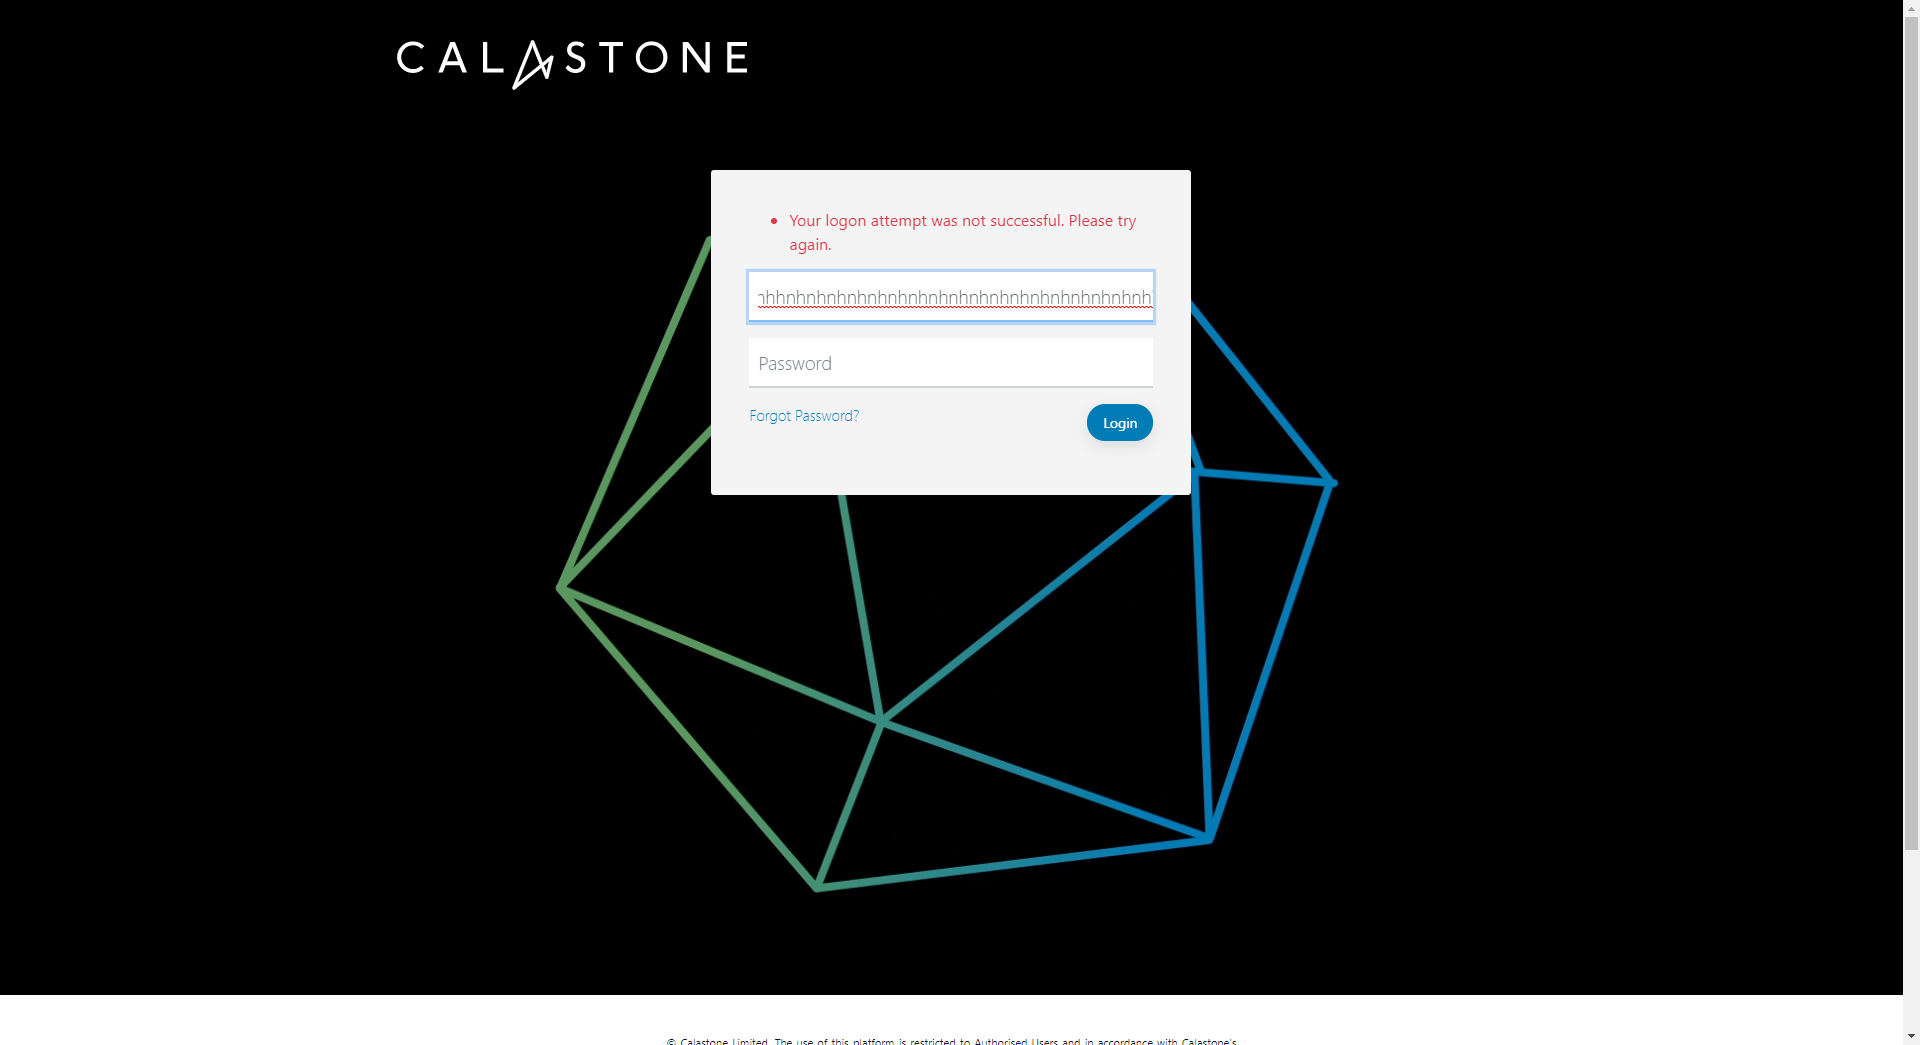 CALASTONE
Your logon attempt was not successful. Please try
again.
Password
Forgot Password?
Login
© Calastone Limited. The use of this platform is restricted to Authorised Users and in accordance with Calastone's